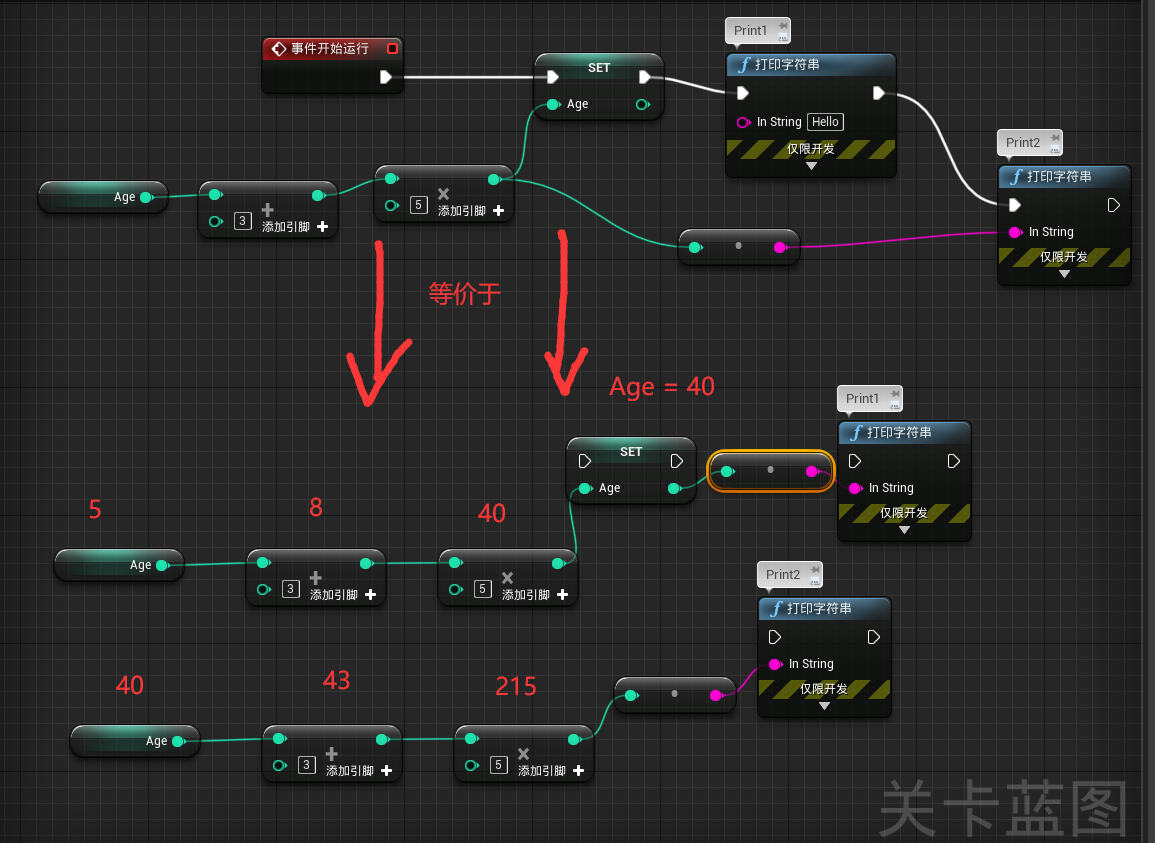 Print1
事件开始运行
SET
打印字符串
Age
In String Hello
仅限开发
Print2
打印字符串
Age
3
添加引脚
5
添加引脚
In String
仅限开发
等价于
Age = 40
Print1
打印字符串
SET
Age
In String
仅限开发
5
8
40
Age
3
添加引脚
5
添加引脚
Print2
打印字符串
In String
仅限开发
40
43
215
Age
3
添加引脚
5
添加引脚
关卡蓝图